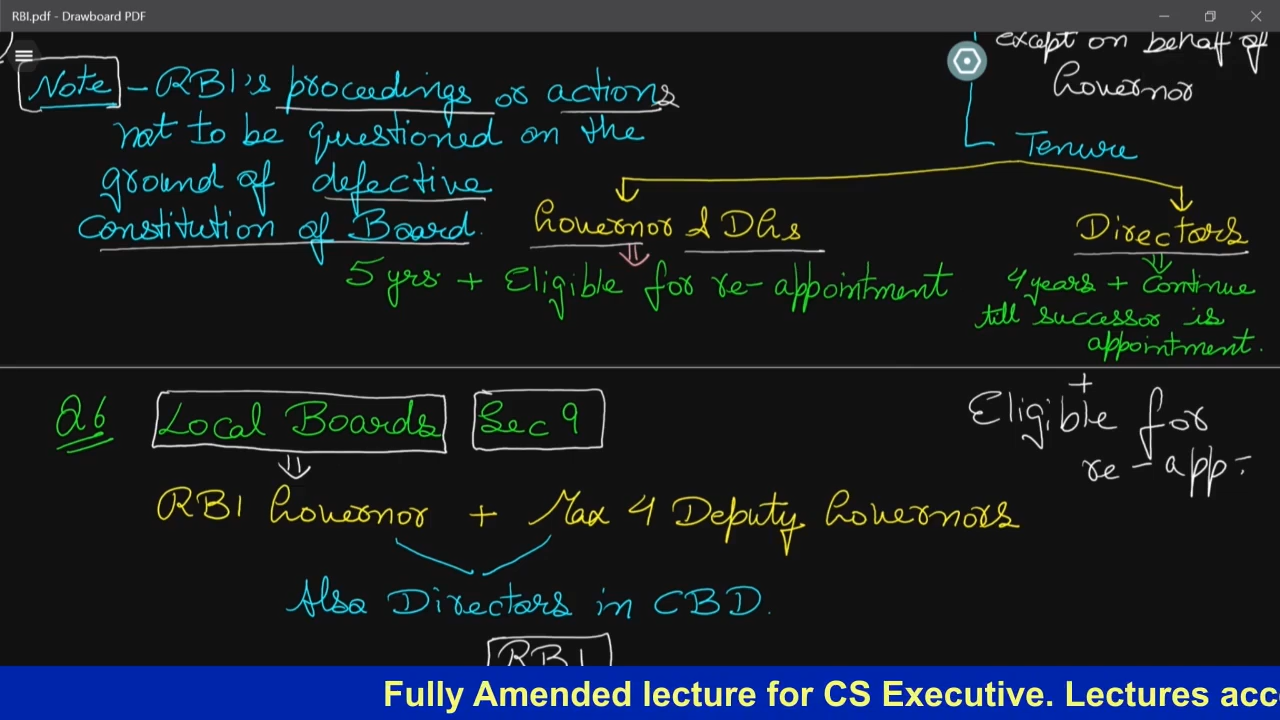 RBI.pdf - Drawboard PDF
except on behalf of
Governor
Note - RBI's proceedings or actions
not to be questioned on the
ground of defective
Constitution of Board.
Tenure
Governor & DGs
5 yrs + Eligible for re-appointment
Directors
4 years + Continue
till successor is
appointment.
+
Eligible for
re-app:
Q6 Local Boards Sec 9
RBI Governor + Max 4 Deputy Governors
Also Directors in CBD.
RBI
Fully Amended lecture for CS Executive. Lectures acc